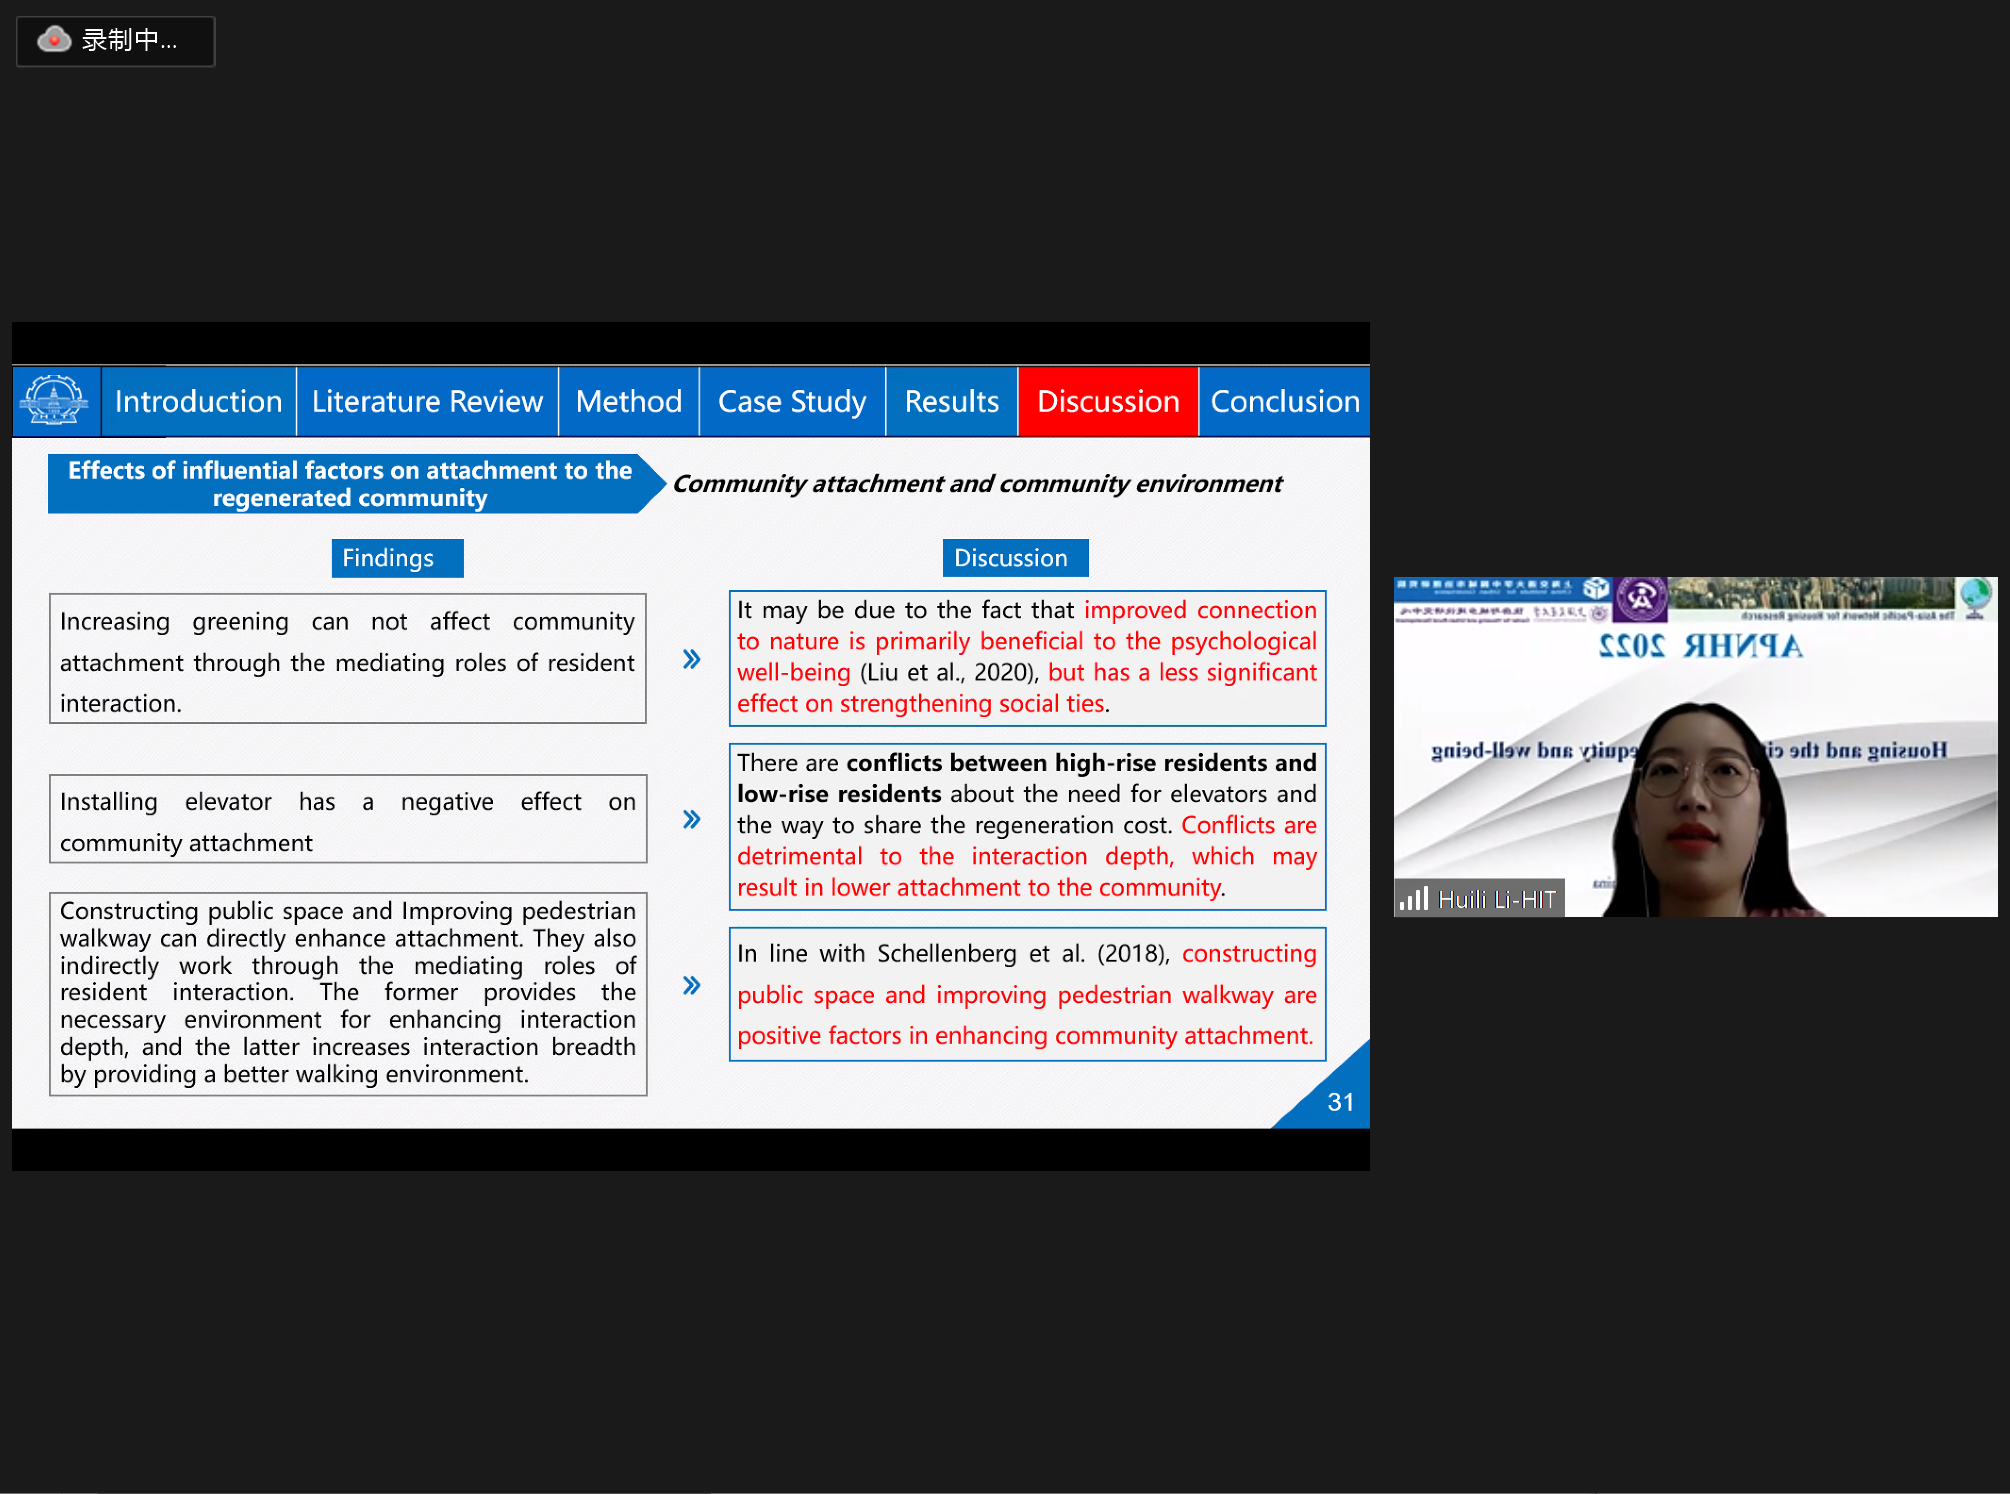 录制中...
Introduction
Literature Review
Method
Case Study
Results
Discussion
Conclusion
Effects of influential factors on attachment to the
regenerated community
Community attachment and community environment
Findings
Discussion
Increasing greening can not affect community
attachment through the mediating roles of resident
interaction.
»
It may be due to the fact that improved connection
to nature is primarily beneficial to the psychological
well-being (Liu et al., 2020), but has a less significant
effect on strengthening social ties.
Installing elevator has a negative effect on
community attachment
»
There are conflicts between high-rise residents and
low-rise residents about the need for elevators and
the way to share the regeneration cost. Conflicts are
detrimental to the interaction depth, which may
result in lower attachment to the community.
Constructing public space and Improving pedestrian
walkway can directly enhance attachment. They also
indirectly work through the mediating roles of
resident interaction. The former provides the
necessary environment for enhancing interaction
depth, and the latter increases interaction breadth
by providing a better walking environment.
»
In line with Schellenberg et al. (2018), constructing
public space and improving pedestrian walkway are
positive factors in enhancing community attachment.
31
The Asia-Pacific Network for Housing Research
APNHR 2022
Housing and the equity and well-being
Huili Li-HIT